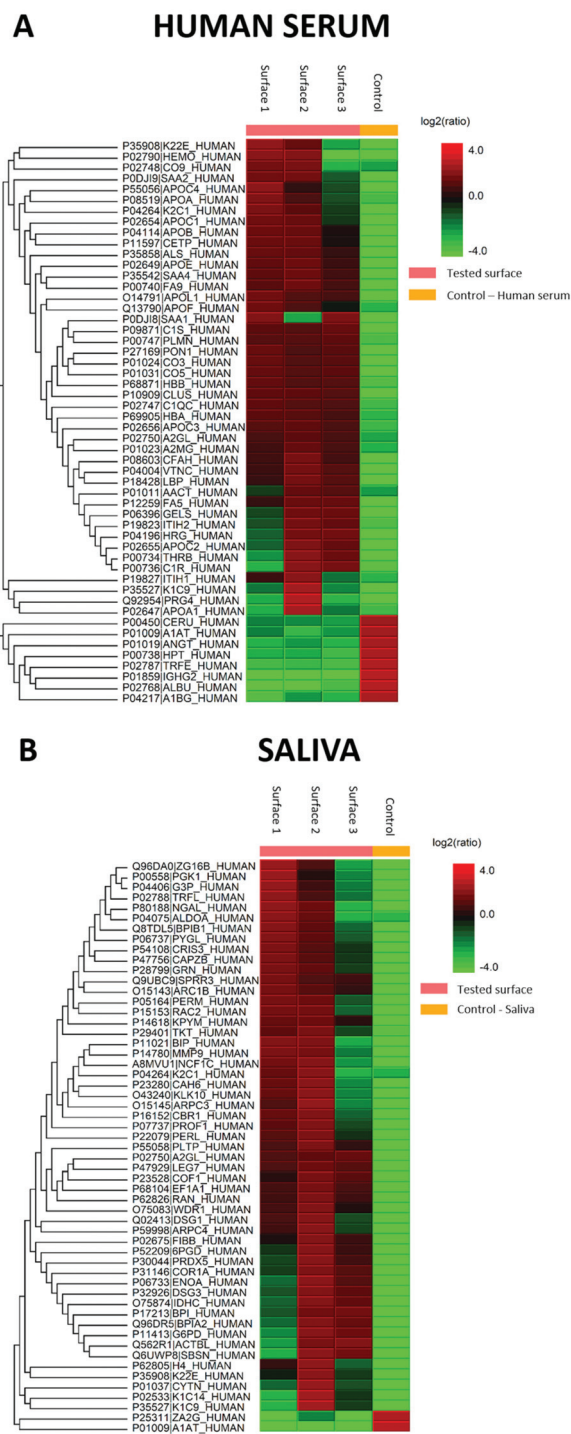 A HUMAN SERUM
Surface 1
Surface 2
Surface 3
Control
log2(ratio)
4.0
0.0
-4.0
Tested surface
Control – Human serum
P35908|K22E_HUMAN
P02790|HEMO_HUMAN
P02748|CO9_HUMAN
P0DJI9|SAA2_HUMAN
P55056|APOC4_HUMAN
P08519|APOA_HUMAN
P04264|K2C1_HUMAN
P02654|APOC1_HUMAN
P04114|APOB_HUMAN
P11597|CETP_HUMAN
P35858|ALS_HUMAN
P02649|APOE_HUMAN
P35542|SAA4_HUMAN
P00740|FA9_HUMAN
O14791|APOL1_HUMAN
Q13790|APOF_HUMAN
P0DJI8|SAA1_HUMAN
P09871|C1S_HUMAN
P00747|PLMN_HUMAN
P27169|PON1_HUMAN
P01024|CO3_HUMAN
P01031|CO5_HUMAN
P68871|HBB_HUMAN
P10909|CLUS_HUMAN
P02747|C1QC_HUMAN
P69905|HBA_HUMAN
P02656|APOC3_HUMAN
P02750|A2GL_HUMAN
P01023|A2MG_HUMAN
P08603|CFAH_HUMAN
P04004|VTNC_HUMAN
P18428|LBP_HUMAN
P01011|AACT_HUMAN
P12259|FA5_HUMAN
P06396|GELS_HUMAN
P19823|ITIH2_HUMAN
P04196|HRG_HUMAN
P02655|APOC2_HUMAN
P00734|THRB_HUMAN
P00736|C1R_HUMAN
P19827|ITIH1_HUMAN
P35527|K1C9_HUMAN
Q92954|PRG4_HUMAN
P02647|APOA1_HUMAN
P00450|CERU_HUMAN
P01009|A1AT_HUMAN
P01019|ANGT_HUMAN
P00738|HPT_HUMAN
P02787|TRFE_HUMAN
P01859|IGHG2_HUMAN
P02768|ALBU_HUMAN
P04217|A1BG_HUMAN
B SALIVA
Surface 1
Surface 2
Surface 3
Control
log2(ratio)
4.0
0.0
-4.0
Tested surface
Control - Saliva
Q96DA0|ZG16B_HUMAN
P00558|PGK1_HUMAN
P04406|G3P_HUMAN
P02788|TRFL_HUMAN
P80188|NGAL_HUMAN
P04075|ALDOA_HUMAN
Q8TDL5|BPIB1_HUMAN
P06737|PYGL_HUMAN
P54108|CRIS3_HUMAN
P47756|CAPZB_HUMAN
P28799|GRN_HUMAN
Q9UBC9|SPRR3_HUMAN
O15143|ARC1B_HUMAN
P05164|PERM_HUMAN
P15153|RAC2_HUMAN
P14618|KPYM_HUMAN
P29401|TKT_HUMAN
P11021|BIP_HUMAN
P14780|MMP9_HUMAN
A8MVU1|NCF1C_HUMAN
P04264|K2C1_HUMAN
P23280|CAH6_HUMAN
O43240|KLK10_HUMAN
O15145|ARPC3_HUMAN
P16152|CBR1_HUMAN
P07737|PROF1_HUMAN
P22079|PERL_HUMAN
P55058|PLTP_HUMAN
P02750|A2GL_HUMAN
P47929|LEG7_HUMAN
P23528|COF1_HUMAN
P68104|EF1A1_HUMAN
P62826|RAN_HUMAN
O75083|WDR1_HUMAN
Q02413|DSG1_HUMAN
P59998|ARPC4_HUMAN
P02675|FIBB_HUMAN
P52209|6PGD_HUMAN
P30044|PRDX5_HUMAN
P31146|COR1A_HUMAN
P06733|ENOA_HUMAN
P32926|DSG3_HUMAN
O75874|IDHC_HUMAN
P17213|BPI_HUMAN
Q96DR5|BPIA2_HUMAN
P11413|G6PD_HUMAN
Q562R1|ACTBL_HUMAN
Q6UWP8|SBSN_HUMAN
P62805|H4_HUMAN
P35908|K22E_HUMAN
P01037|CYTN_HUMAN
P02533|K1C14_HUMAN
P35527|K1C9_HUMAN
P25311|ZA2G_HUMAN
P01009|A1AT_HUMAN